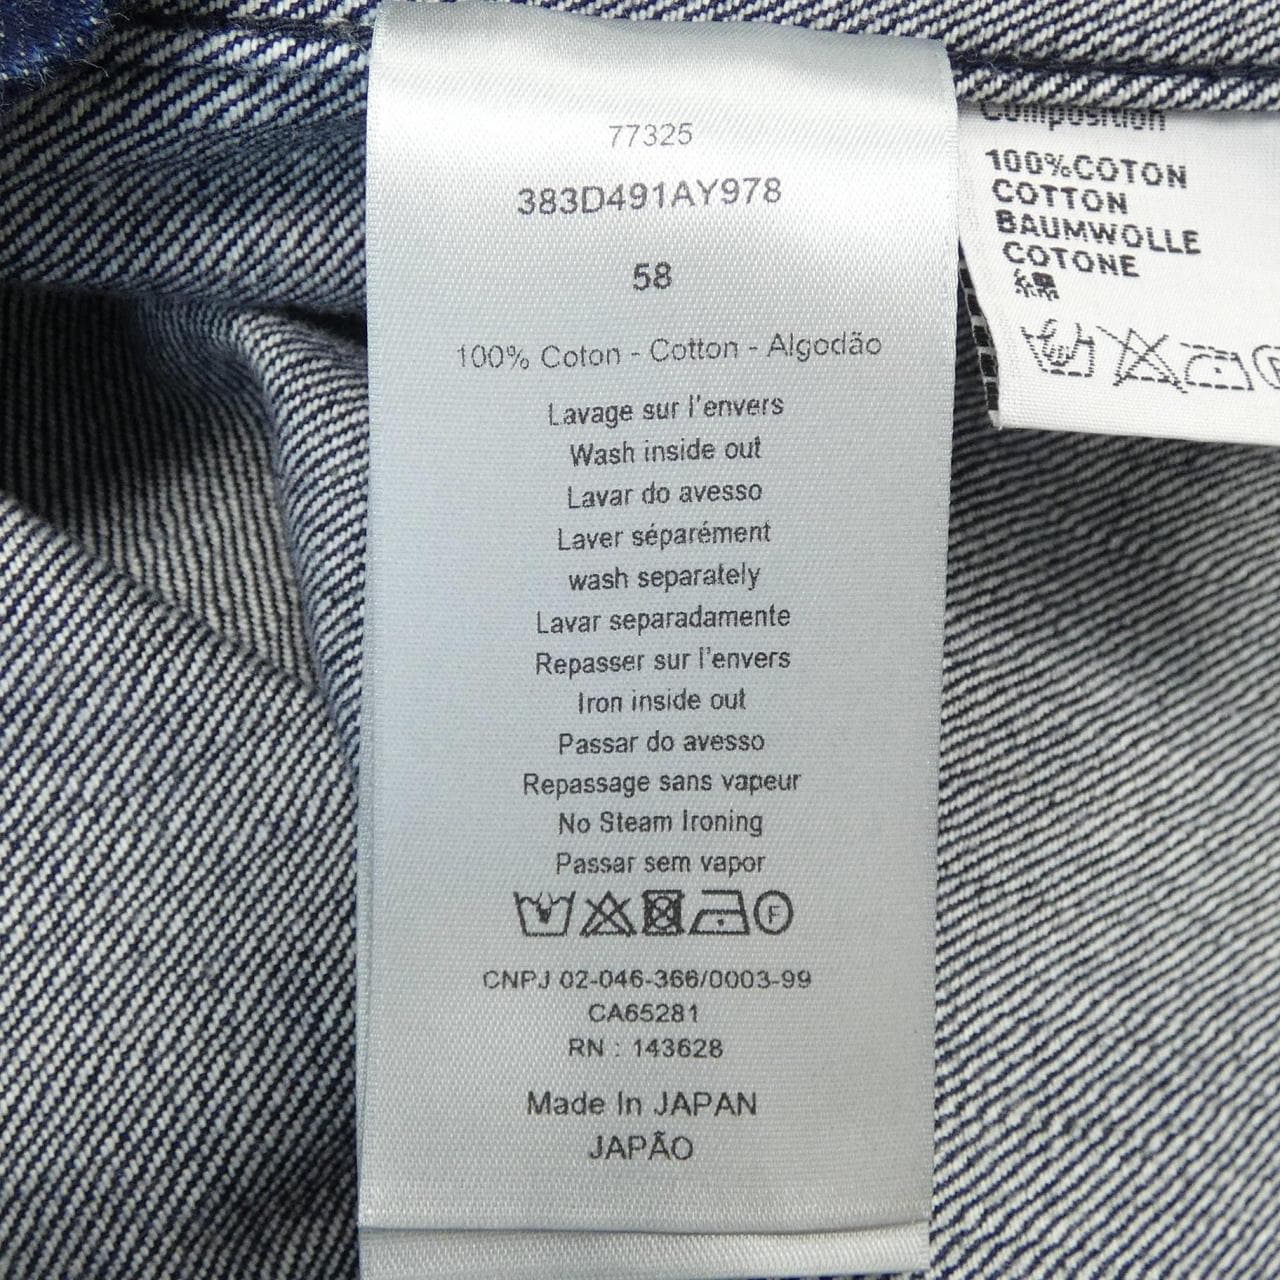 77325
383D491AY978
58
100% Coton - Cotton - Algodão
Lavage sur l'envers
Wash inside out
Lavar do avesso
Laver séparément
wash separately
Lavar separadamente
Repasser sur l'envers
Iron inside out
Passar do avesso
Repassage sans vapeur
No Steam Ironing
Passar sem vapor
F
CNPJ 02-046-366/0003-99
CA65281
RN : 143628
Made In JAPAN
JAPÃO
Composition
100%COTON
COTTON
BAUMWOLLE
COTONE
綿